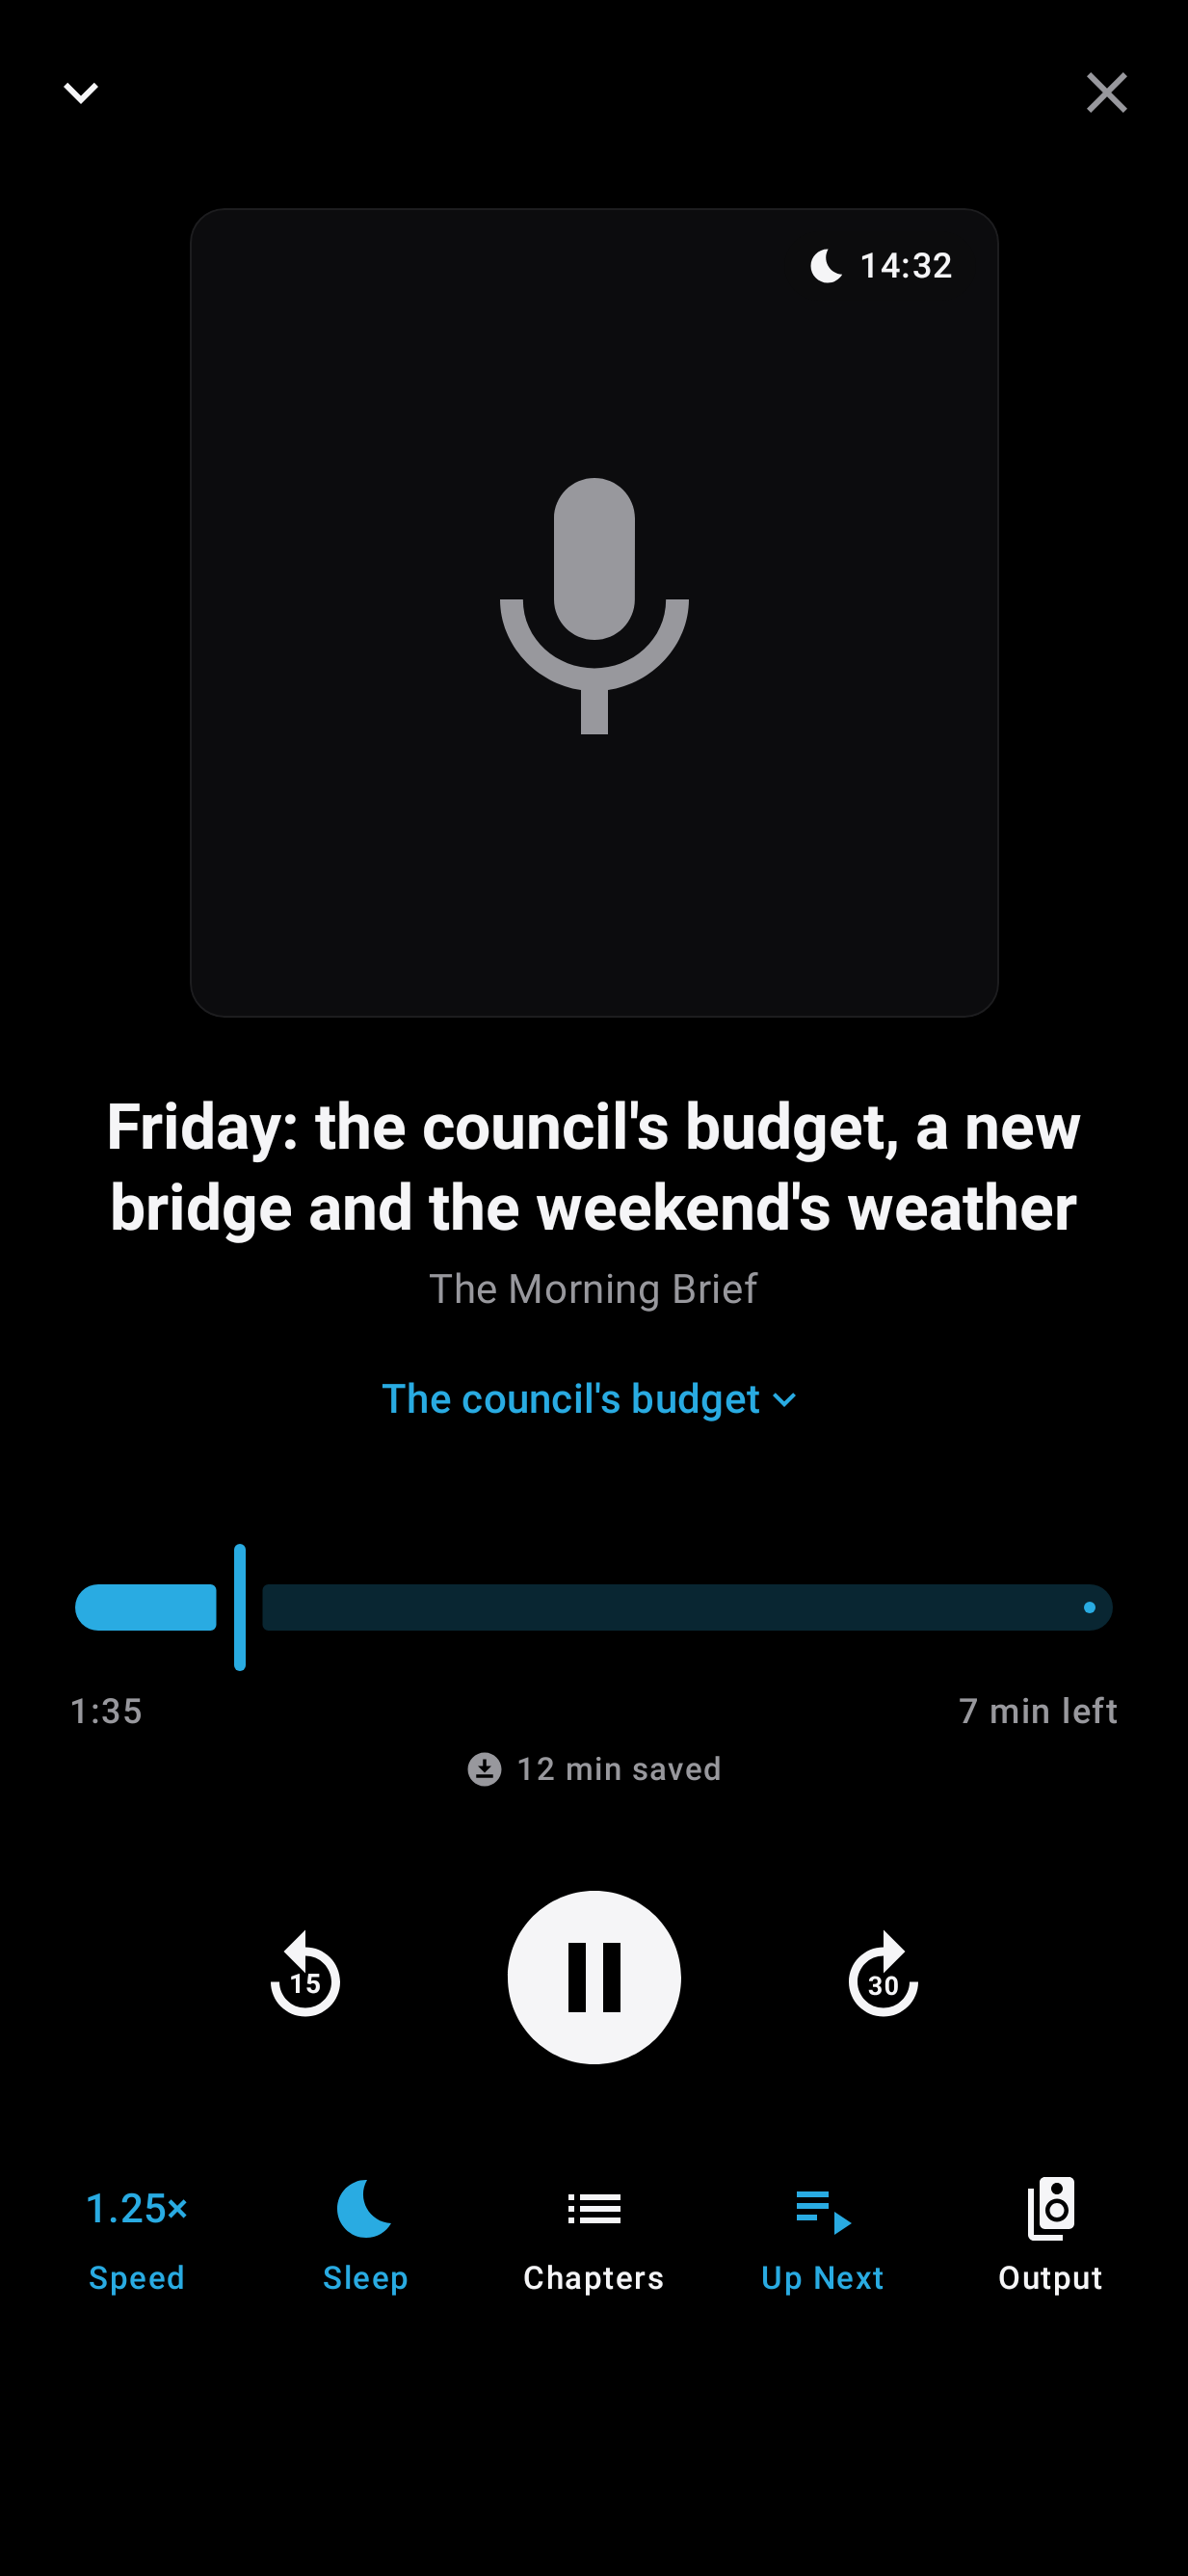 14:32
Friday: the council's budget, a new
bridge and the weekend's weather
The Morning Brief
The council's budget
1:35
7 min left
12 min saved
15
30
1.25×
Speed
Sleep
Chapters
Up Next
Output